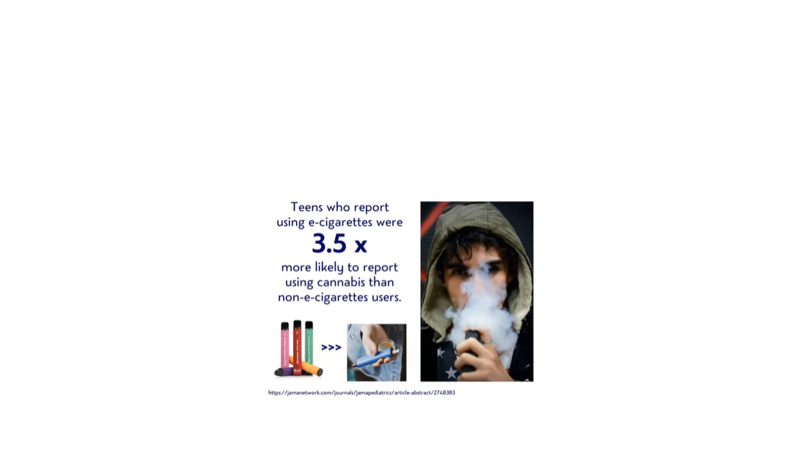 Teens who report
using e-cigarettes were
3.5 x
more likely to report
using cannabis than
non-e-cigarettes users.
>>>
https://jamanetwork.com/journals/jamapediatrics/article-abstract/2748383